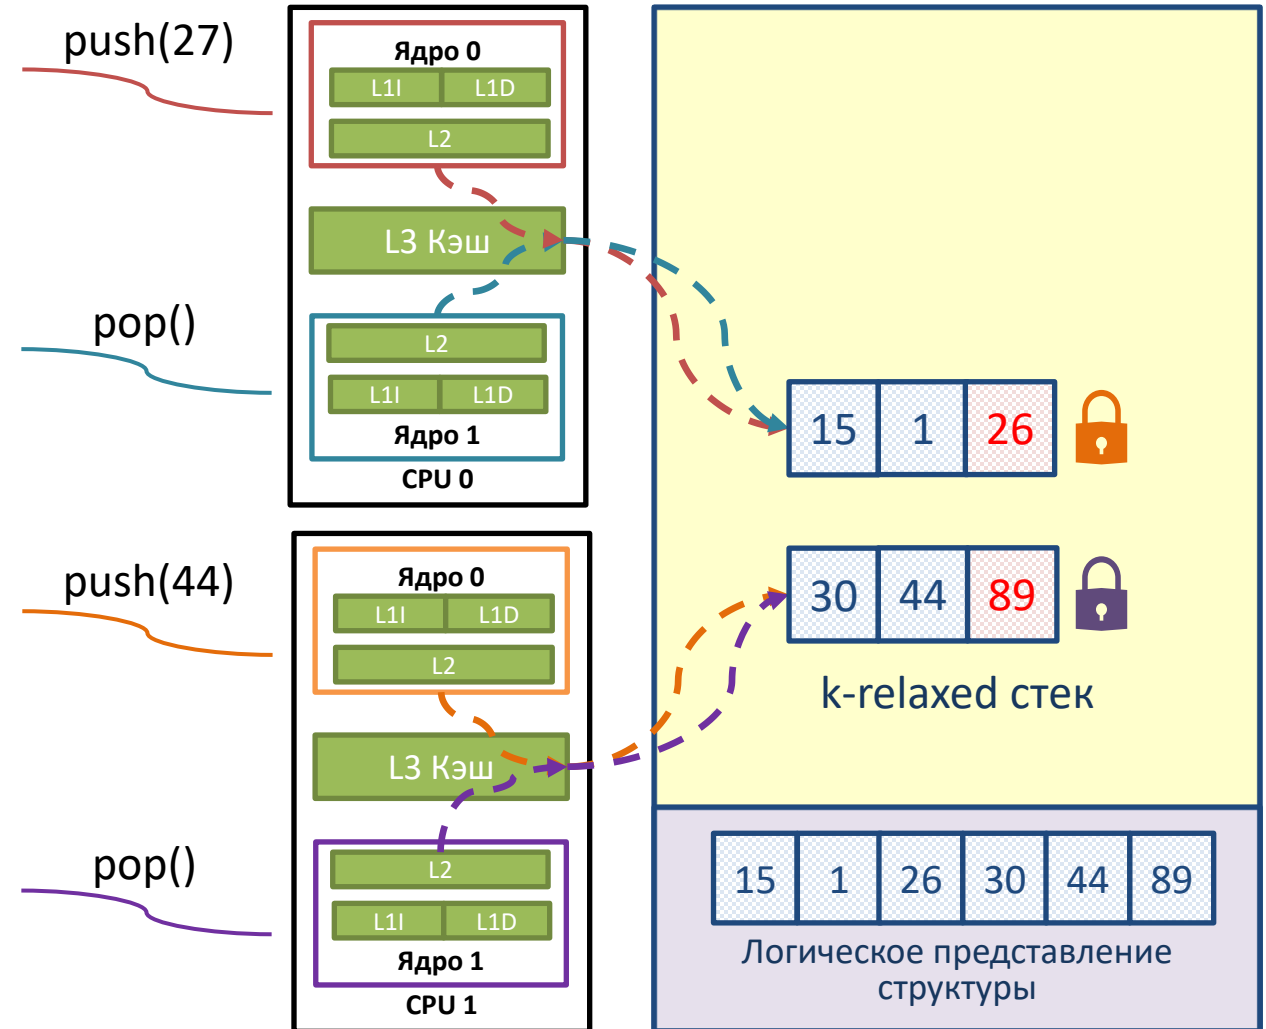 push(27)
Ядро 0
L1I L1D
L2
L3 Кэш
pop()
L2
L1I L1D
Ядро 1
CPU 0
push(44)
Ядро 0
L1I L1D
L2
L3 Кэш
pop()
L2
L1I L1D
Ядро 1
CPU 1
15 1 26
30 44 89
k-relaxed стек
15 1 26 30 44 89
Логическое представление
структуры